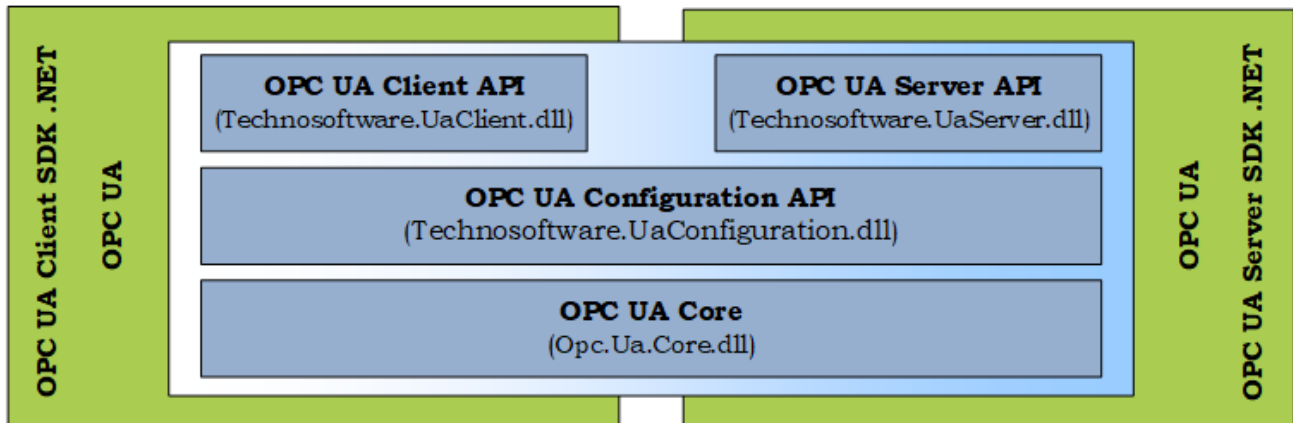 OPC UA Client SDK .NET
OPC UA
OPC UA Client API
(Technosoftware.UaClient.dll)
OPC UA Server API
(Technosoftware.UaServer.dll)
OPC UA Configuration API
(Technosoftware.UaConfiguration.dll)
OPC UA Core
(Opc.Ua.Core.dll)
OPC UA
OPC UA Server SDK .NET